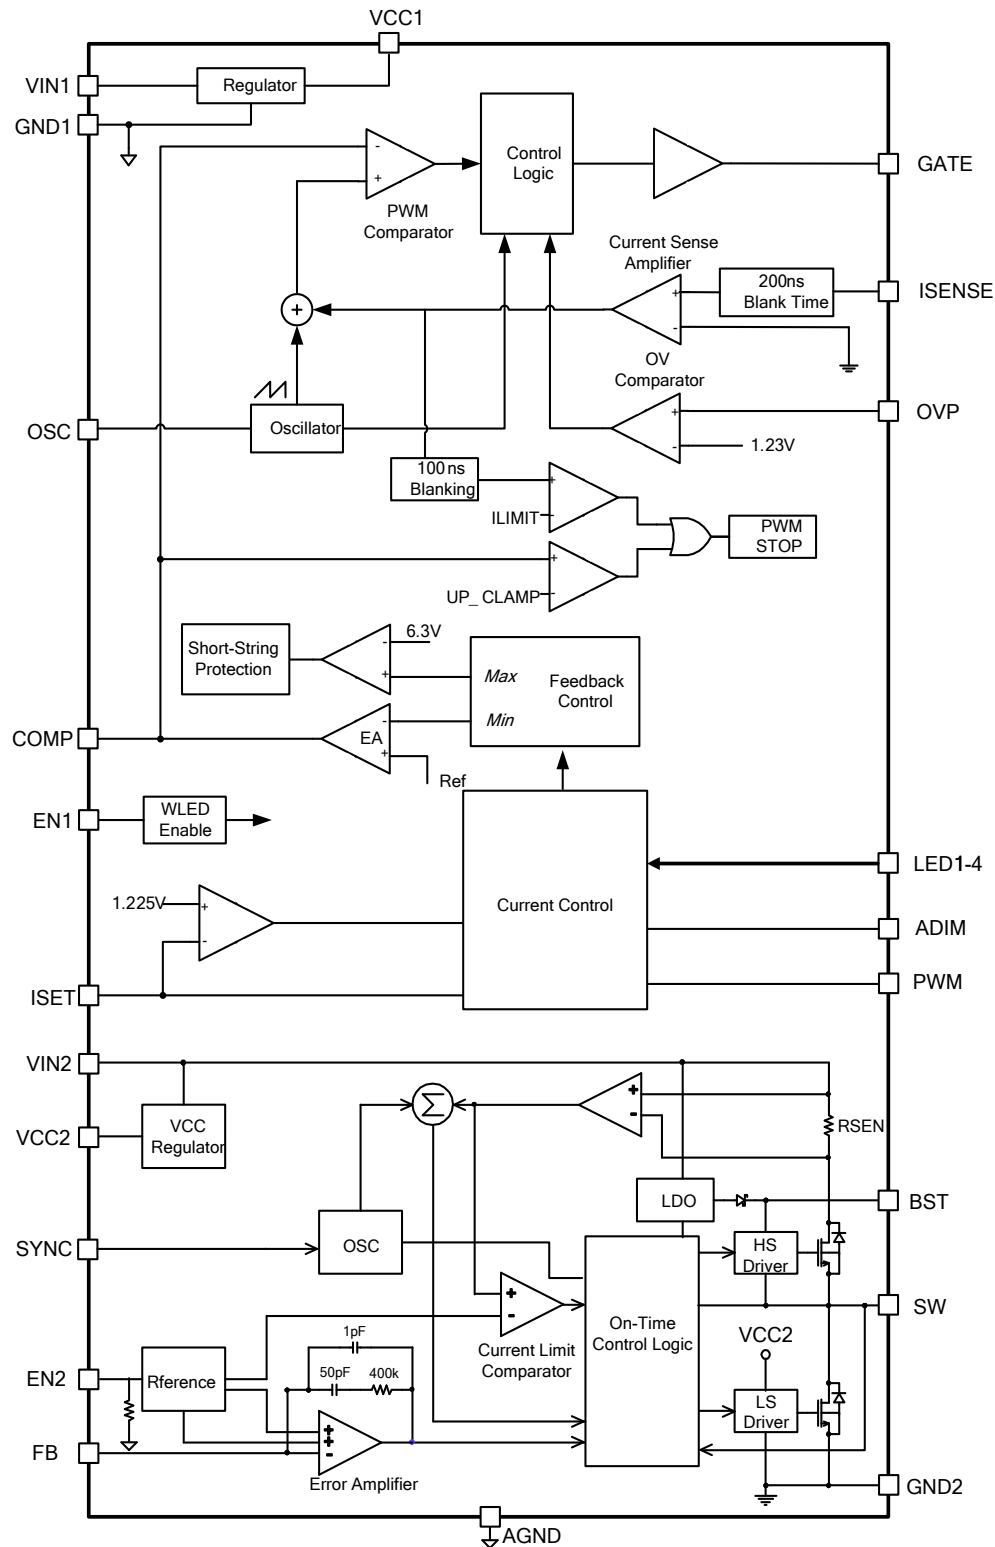 VCC1
VIN1
Regulator
GND1
-
+
PWM
Comparator
Control
Logic
GATE
Current Sense
Amplifier
200ns
Blank Time
ISENSE
+
-
+
OV
Comparator
OVP
+
-
1.23V
OSC
Oscillator
100ns
Blanking
+
-
ILIMIT
PWM
STOP
+
-
UP_ CLAMP
Short-String
Protection
6.3V
-
+
Max
Min
Feedback
Control
COMP
EA
-
+
Ref
EN1
WLED
Enable
LED1-4
1.225V
+
-
Current Control
ADIM
PWM
ISET
VIN2
VCC2
VCC
Regulator
Σ
+
-
RSEN
LDO
BST
SYNC
OSC
HS
Driver
+
-
Current Limit
Comparator
On-Time
Control Logic
SW
VCC2
1pF
50pF
400k
EN2
Rference
LS
Driver
FB
+
+
-
Error Amplifier
GND2
AGND